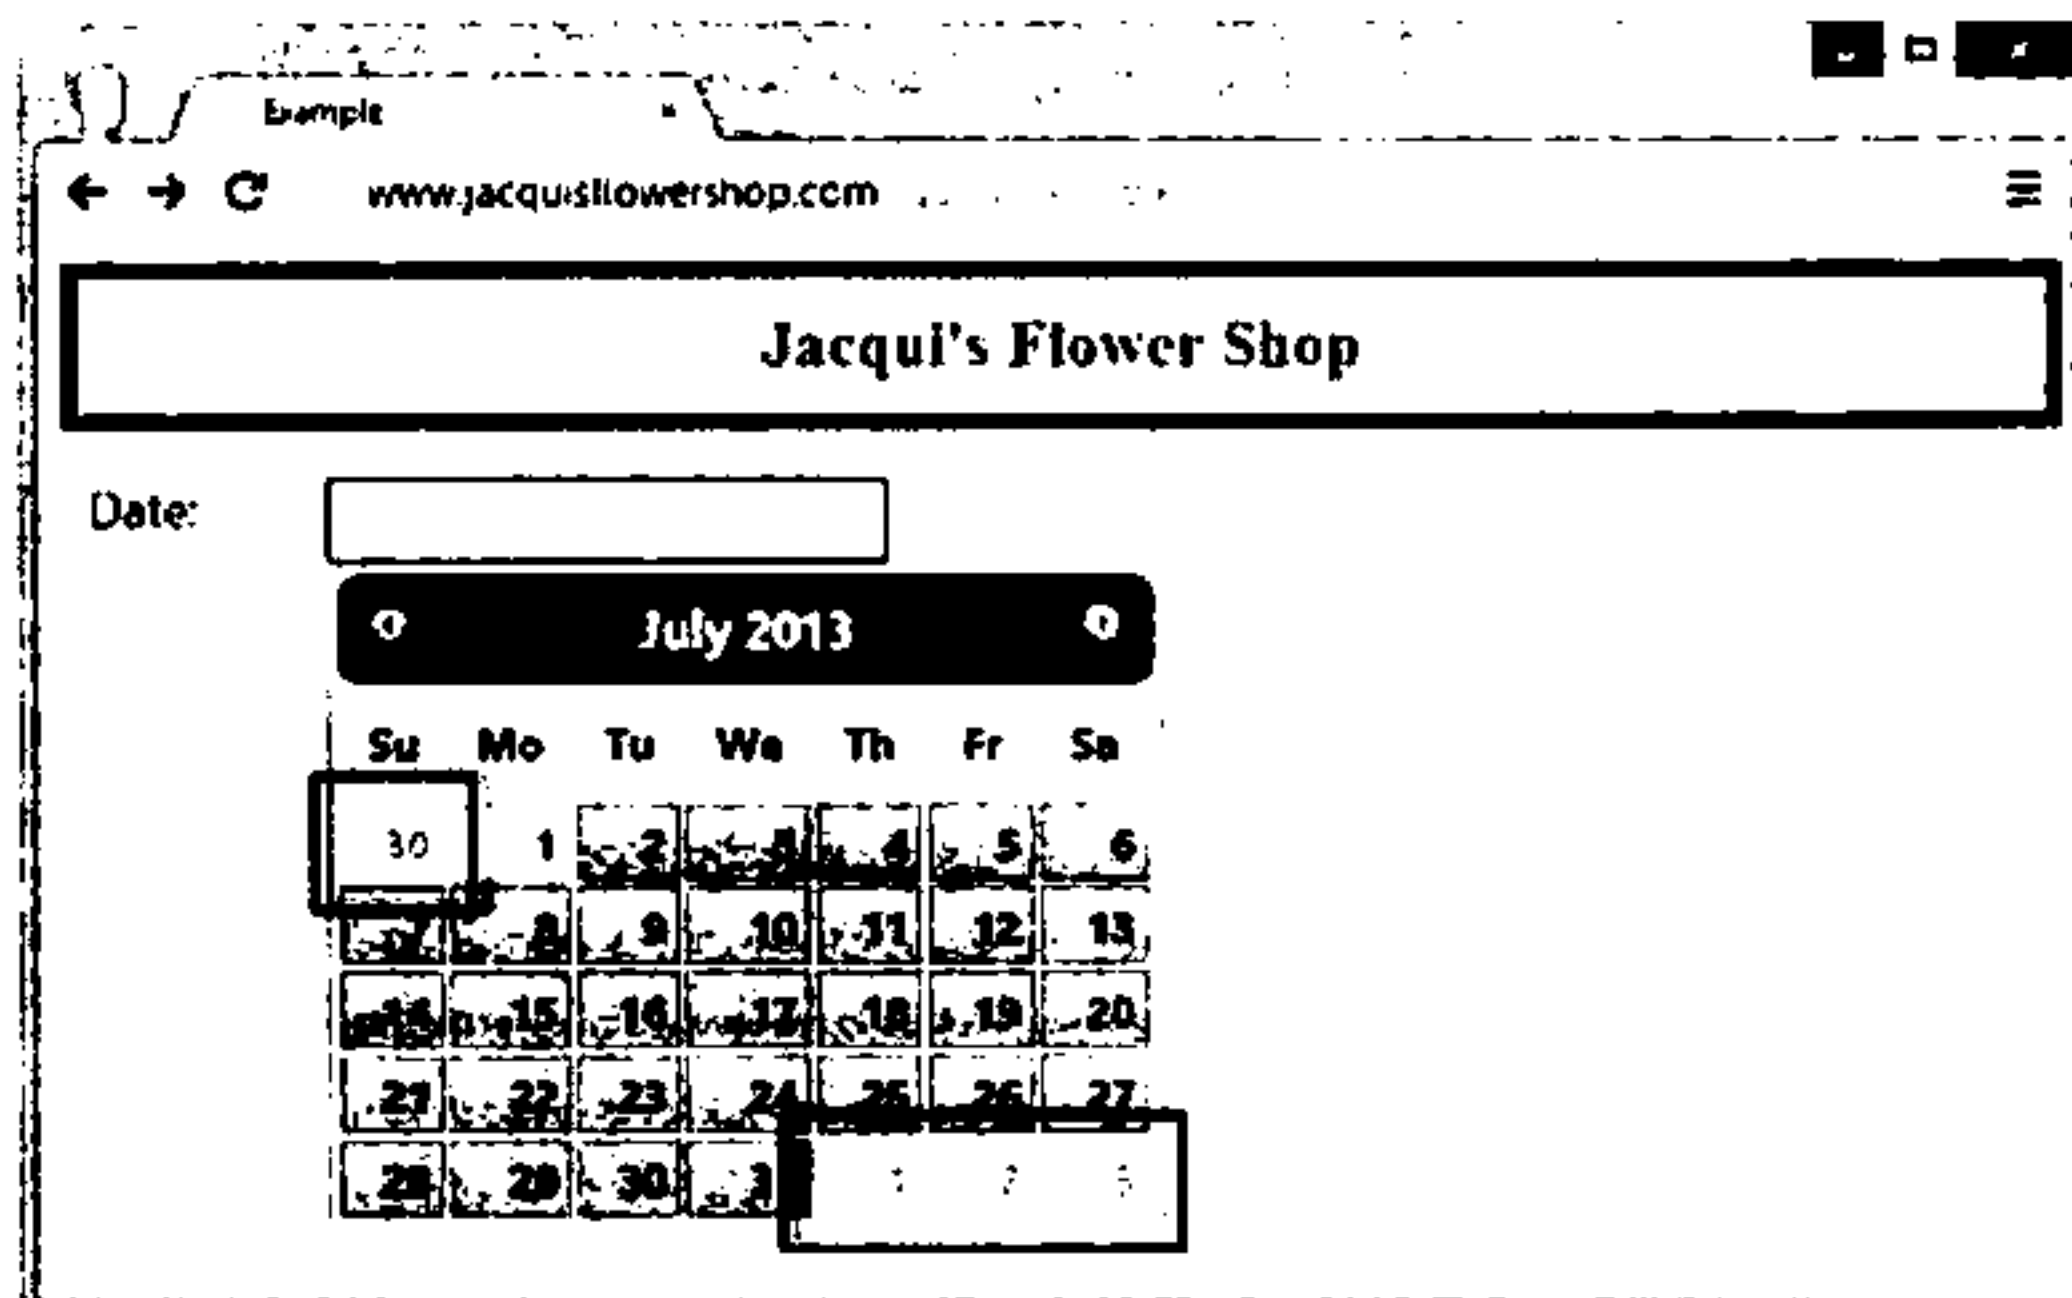 Example
www.jacquisflowershop.com
Jacqui's Flower Shop
Date:
July 2013
Su Mo Tu We Th Fr Sa
30 1 2 3 4 5 6
7 8 9 10 11 12 13
14 15 16 17 18 19 20
21 22 23 24 25 26 27
28 29 30 3 1 2 3